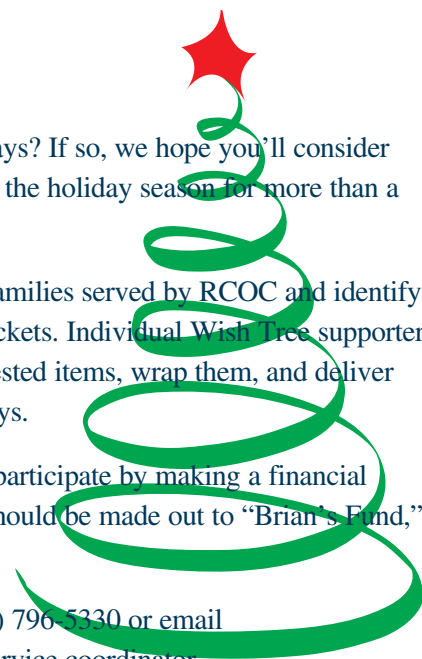 ays? If so, we hope you’ll consider
the holiday season for more than a
amilies served by RCOC and identify
ckets. Individual Wish Tree supporter
ested items, wrap them, and deliver
ys.
participate by making a financial
hould be made out to “Brian’s Fund,”
) 796-5330 or email
rvice coordinator